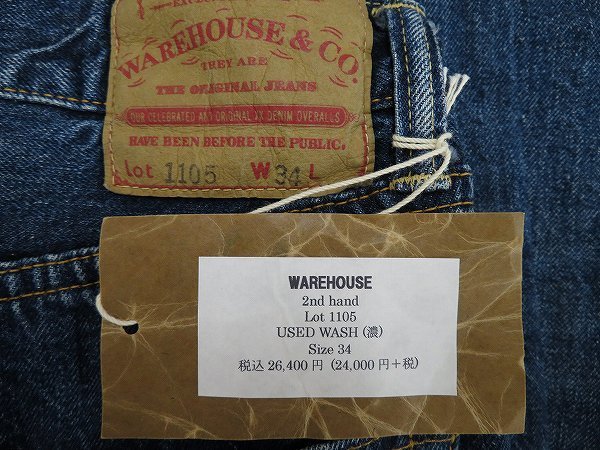 WAREHOUSE & CO.
THEY ARE
THE ORIGINAL JEANS
OUR CELEBRATED AND ORIGINAL XX DENIM OVERALLS
HAVE BEEN BEFORE THE PUBLIC.
Lot 1105 W 34 L
WAREHOUSE
2nd hand
Lot 1105
USED WASH (濃)
Size 34
税込 26,400 円 (24,000 円+税)